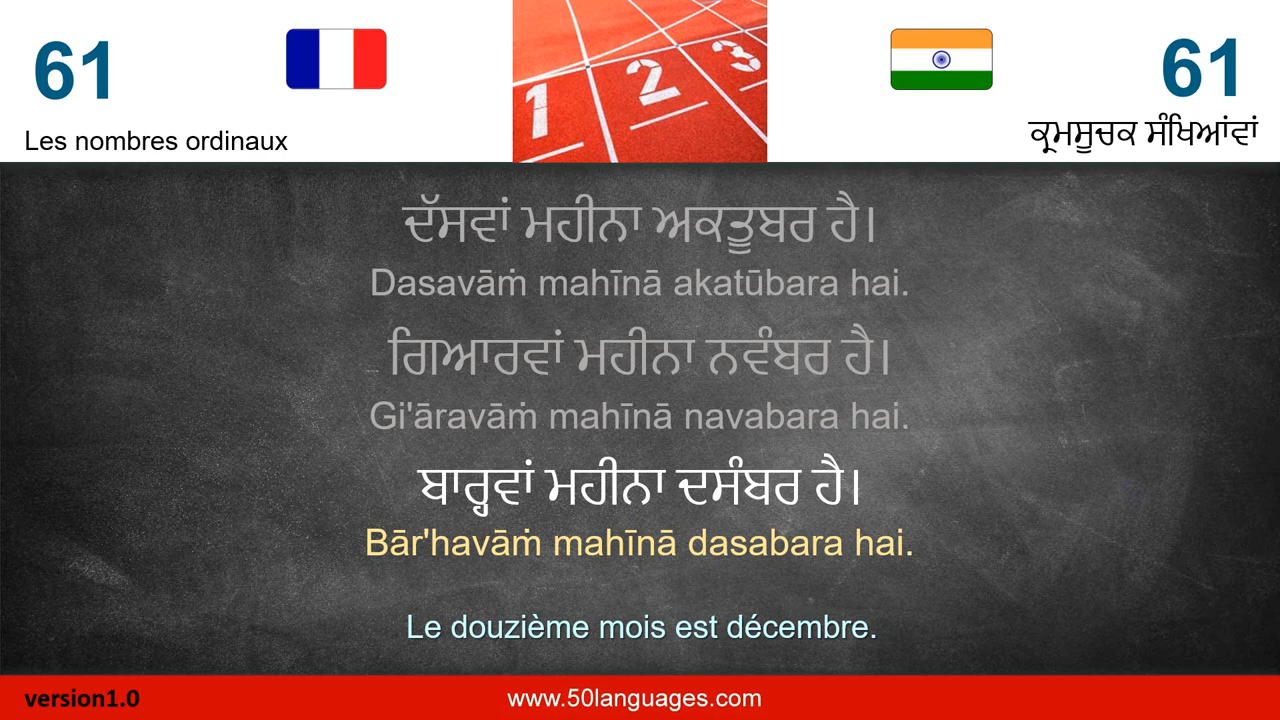 61
61
Les nombres ordinaux
ਕ੍ਰਮਸੂਚਕ ਸੰਖਿਆਂਵਾਂ
1 2 3
ਦੱਸਵਾਂ ਮਹੀਨਾ ਅਕਤੂਬਰ ਹੈ।
Dasavāṁ mahīnā akatūbara hai.
ਗਿਆਰਵਾਂ ਮਹੀਨਾ ਨਵੰਬਰ ਹੈ।
Gi'āravāṁ mahīnā navabara hai.
ਬਾਰ੍ਹਵਾਂ ਮਹੀਨਾ ਦਸੰਬਰ ਹੈ।
Bār'havāṁ mahīnā dasabara hai.
Le douzième mois est décembre.
version1.0
www.50languages.com